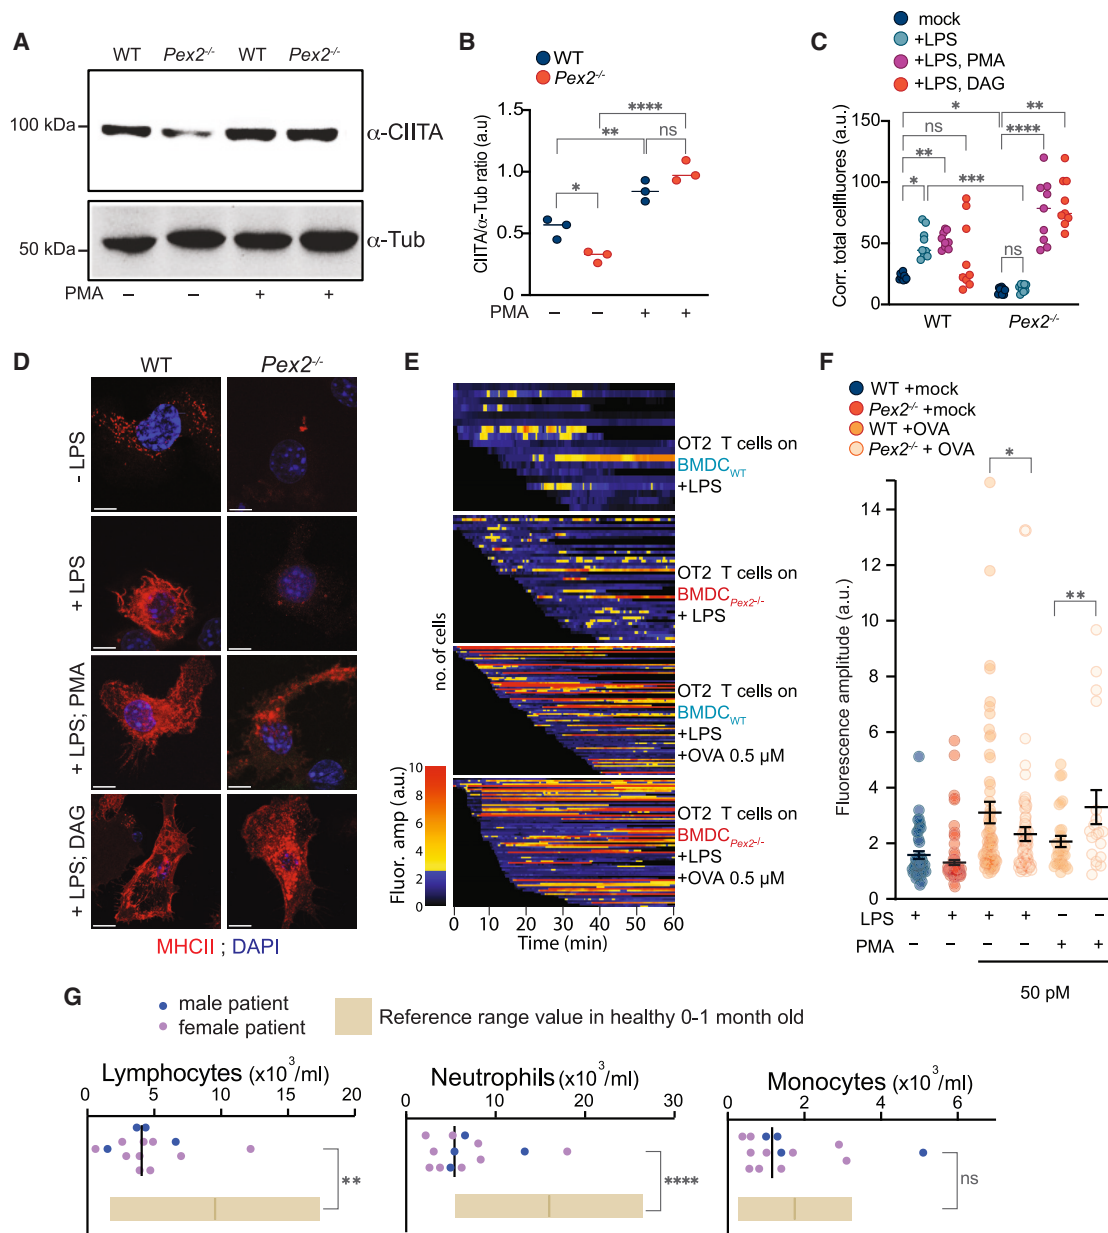 A
WT Pex2-/- WT Pex2-/-
100 kDa
α-CIITA
50 kDa
α-Tub
PMA – – + +
B
WT
Pex2-/-
CIITA/α-Tub ratio (a.u)
1.5
1.0
0.5
0
****
** ns
*
PMA – – + +
C
mock
+LPS
+LPS, PMA
+LPS, DAG
Corr. total cellfluores (a.u.)
150
100
50
0
* **
ns ****
**
* ***
ns
WT Pex2-/-
D
WT Pex2-/-
- LPS
+ LPS
+ LPS; PMA
+ LPS; DAG
MHCII ; DAPI
E
OT2 T cells on
BMDCWT
+LPS
OT2 T cells on
BMDCPex2-/-
+ LPS
OT2 T cells on
BMDCWT
+LPS
+OVA 0.5 µM
OT2 T cells on
BMDCPex2-/-
+LPS
+OVA 0.5 µM
no. of cells
Fluor. amp (a.u.)
10
8
6
4
2
0
0 10 20 30 40 50 60
Time (min)
F
WT +mock
Pex2-/- +mock
WT +OVA
Pex2-/- + OVA
Fluorescence amplitude (a.u.)
14
12
10
8
6
4
2
0
*
**
LPS + + + + – –
PMA – – – – + +
50 pM
G
male patient
female patient
Reference range value in healthy 0-1 month old
Lymphocytes (x10³/ml)
0 5 10 15 20
**
Neutrophils (x10³/ml)
0 10 20 30
****
Monocytes (x10³/ml)
0 2 4 6
ns